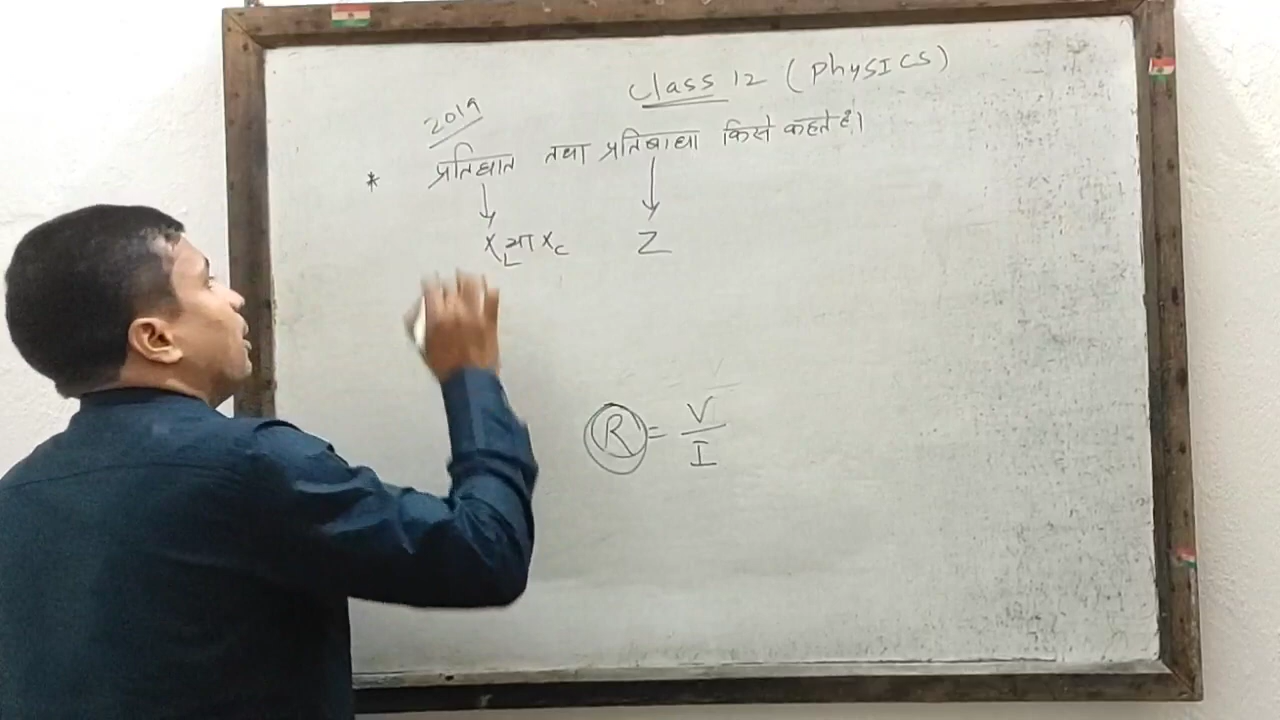 Class 12 (PhysICS)
2019
* प्रतिघात तथा प्रतिबाधा किसे कहते हैं।
X_L या X_C Z
R = V/I